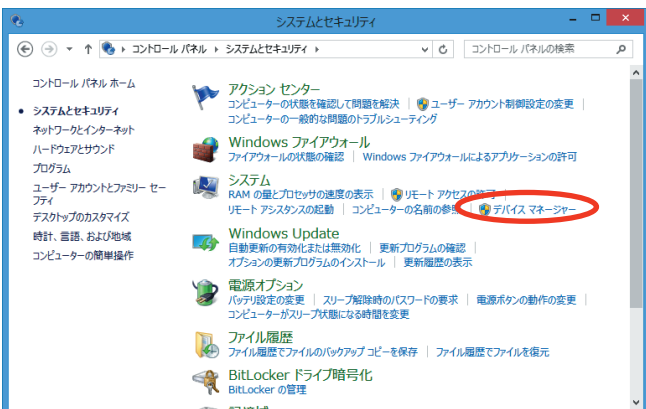 システムとセキュリティ
コントロール パネル システムとセキュリティ
コントロール パネルの検索
コントロール パネル ホーム
システムとセキュリティ
ネットワークとインターネット
ハードウェアとサウンド
プログラム
ユーザー アカウントとファミリー セー
フティ
デスクトップのカスタマイズ
時計、言語、および地域
コンピューターの簡単操作
アクション センター
コンピューターの状態を確認して問題を解決 ユーザー アカウント制御設定の変更
コンピューターの一般的な問題のトラブルシューティング
Windows ファイアウォール
ファイアウォールの状態の確認 Windows ファイアウォールによるアプリケーションの許可
システム
RAM の量とプロセッサの速度の表示 リモート アクセスの許可
リモート アシスタンスの起動 コンピューターの名前の参照 デバイス マネージャー
Windows Update
自動更新の有効化または無効化 更新プログラムの確認
オプションの更新プログラムのインストール 更新履歴の表示
電源オプション
バッテリ設定の変更 スリープ解除時のパスワードの要求 電源ボタンの動作の変更
コンピューターがスリープ状態になる時間を変更
ファイル履歴
ファイル履歴でファイルのバックアップ コピーを保存 ファイル履歴でファイルを復元
BitLocker ドライブ暗号化
BitLocker の管理